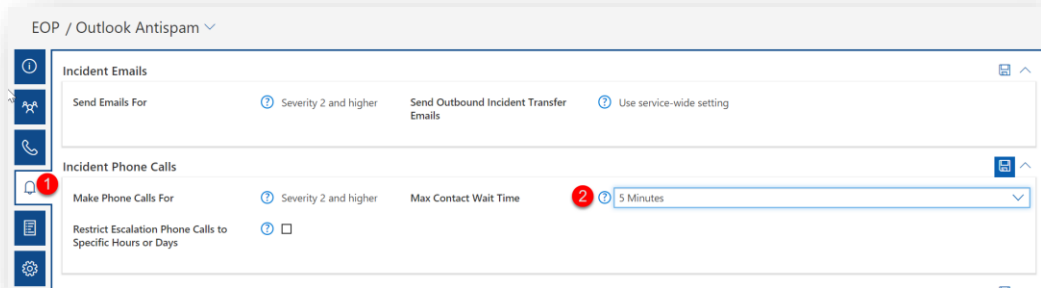 EOP / Outlook Antispam
Incident Emails
Send Emails For
Severity 2 and higher
Send Outbound Incident Transfer
Emails
Use service-wide setting
Incident Phone Calls
1
Make Phone Calls For
Severity 2 and higher
Max Contact Wait Time
2
5 Minutes
Restrict Escalation Phone Calls to
Specific Hours or Days